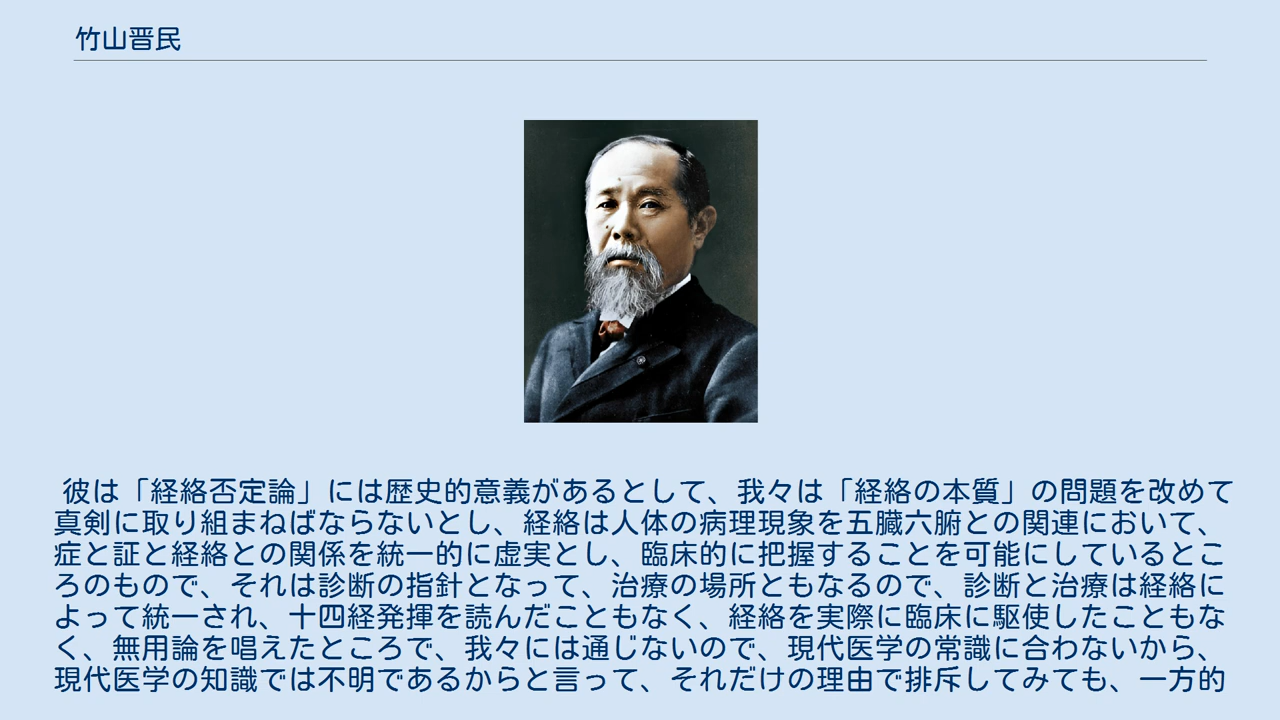 竹山晋民
彼は「経絡否定論」には歴史的意義があるとして、我々は「経絡の本質」の問題を改めて
真剣に取り組まねばならないとし、経絡は人体の病理現象を五臓六腑との関連において、
症と証と経絡との関係を統一的に虚実とし、臨床的に把握することを可能にしているとこ
ろのもので、それは診断の指針となって、治療の場所ともなるので、診断と治療は経絡に
よって統一され、十四経発揮を読んだこともなく、経絡を実際に臨床に駆使したこともな
く、無用論を唱えたところで、我々には通じないので、現代医学の常識に合わないから、
現代医学の知識では不明であるからと言って、それだけの理由で排斥してみても、一方的